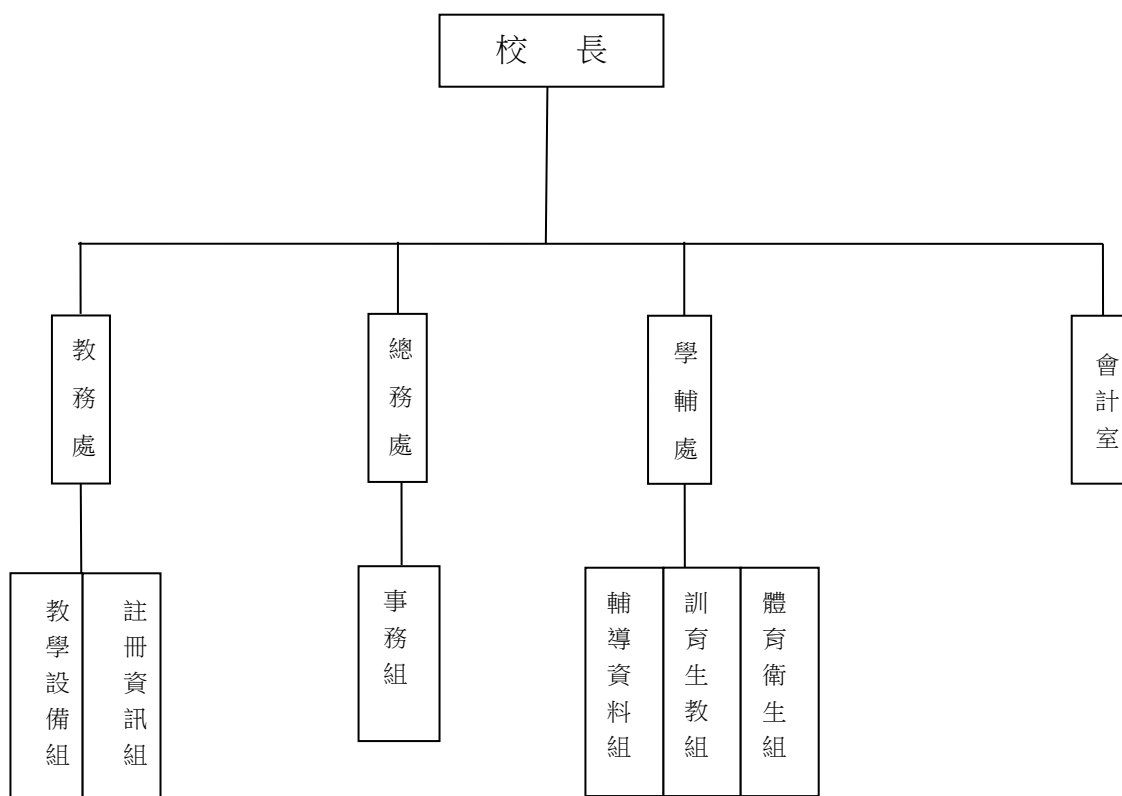 校長
教務處
總務處
學輔處
會計室
教學設備組
註冊資訊組
事務組
輔導資料組
訓育生教組
體育衛生組